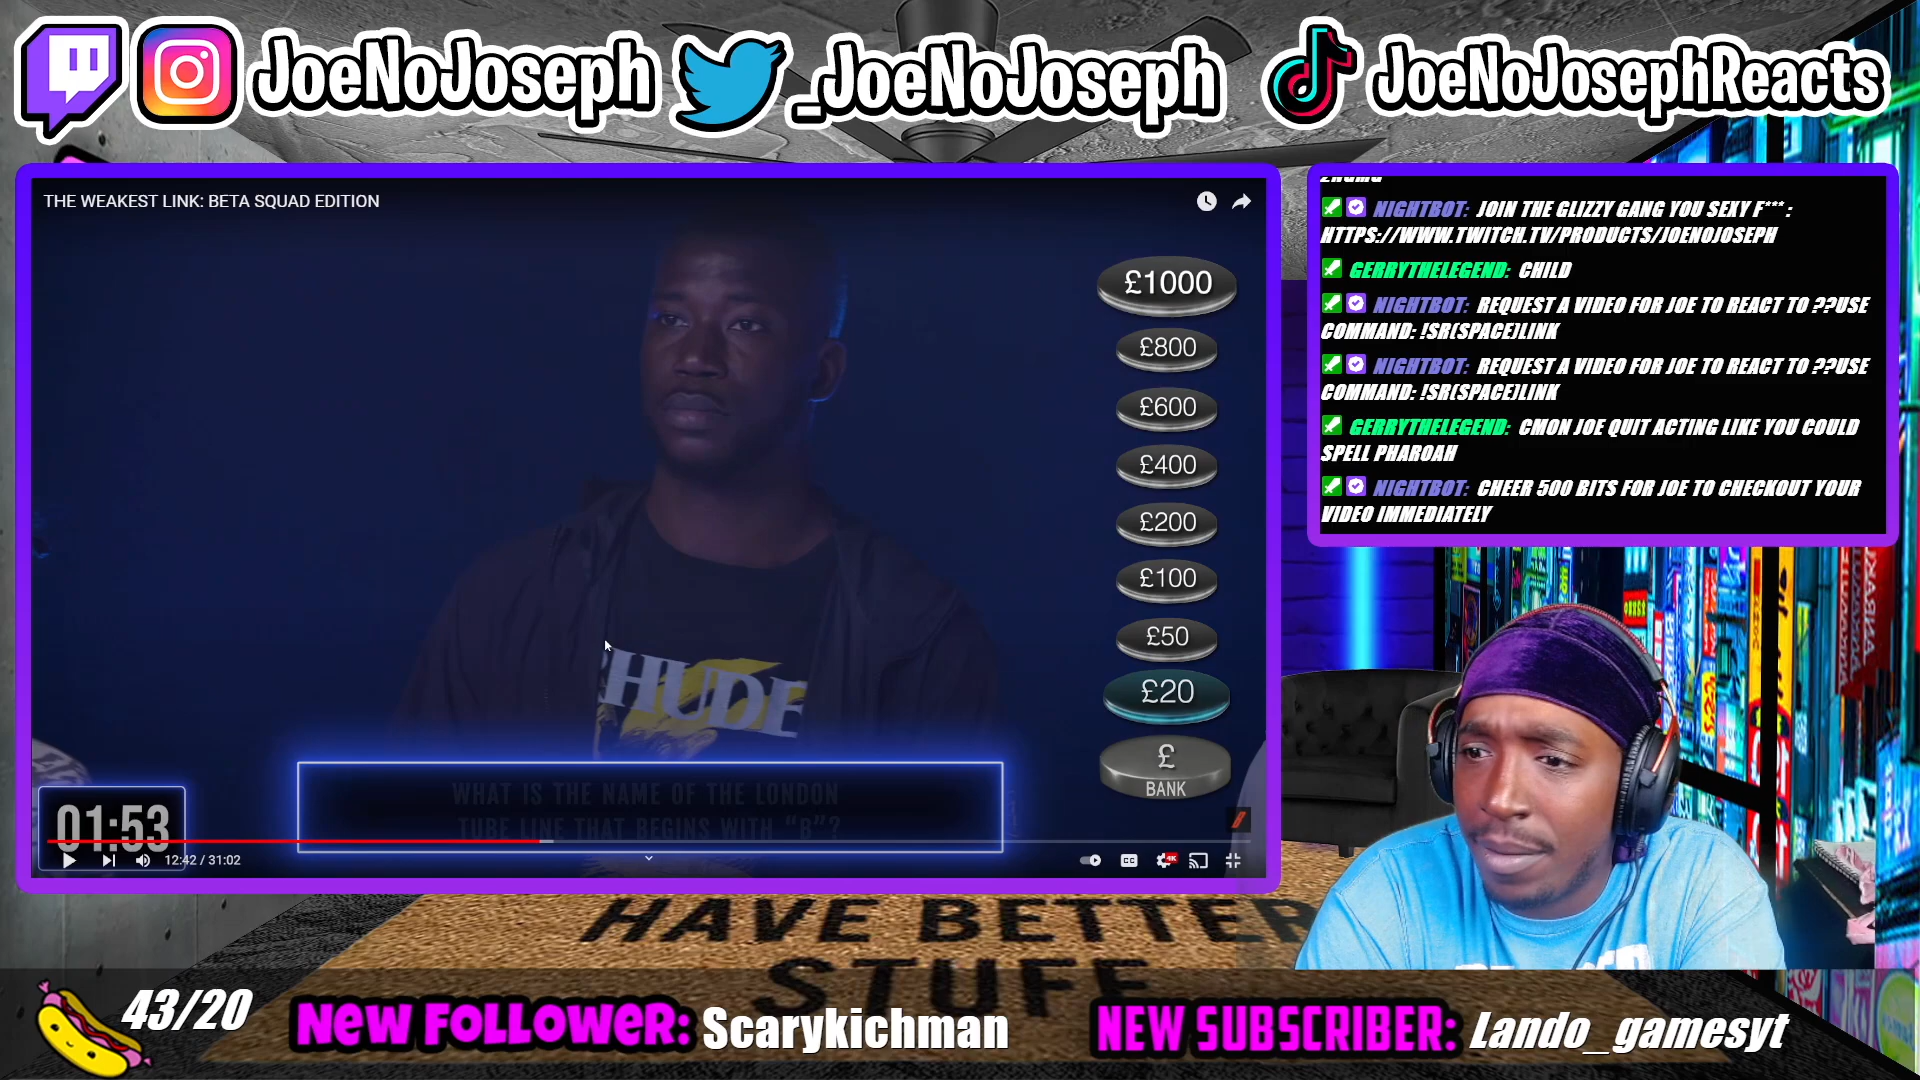 JoeNoJoseph
_JoeNoJoseph
JoeNoJosephReacts
THE WEAKEST LINK: BETA SQUAD EDITION
£1000
£800
£600
£400
£200
£100
£50
£20
£
BANK
HUDE
WHAT IS THE NAME OF THE LONDON
TUBE LINE THAT BEGINS WITH "B"?
01:53
12:42 / 31:02
CC
4K
NIGHTBOT: JOIN THE GLIZZY GANG YOU SEXY F*** :
HTTPS://WWW.TWITCH.TV/PRODUCTS/JOENOJOSEPH
GERRYTHELEGEND: CHILD
NIGHTBOT: REQUEST A VIDEO FOR JOE TO REACT TO ??USE
COMMAND: !SR(SPACE)LINK
NIGHTBOT: REQUEST A VIDEO FOR JOE TO REACT TO ??USE
COMMAND: !SR(SPACE)LINK
GERRYTHELEGEND: CMON JOE QUIT ACTING LIKE YOU COULD
SPELL PHAROAH
NIGHTBOT: CHEER 500 BITS FOR JOE TO CHECKOUT YOUR
VIDEO IMMEDIATELY
HAVE BETTER
STUFF
43/20
NEW FOLLOWER: Scarykichman
NEW SUBSCRIBER: Lando_gamesyt